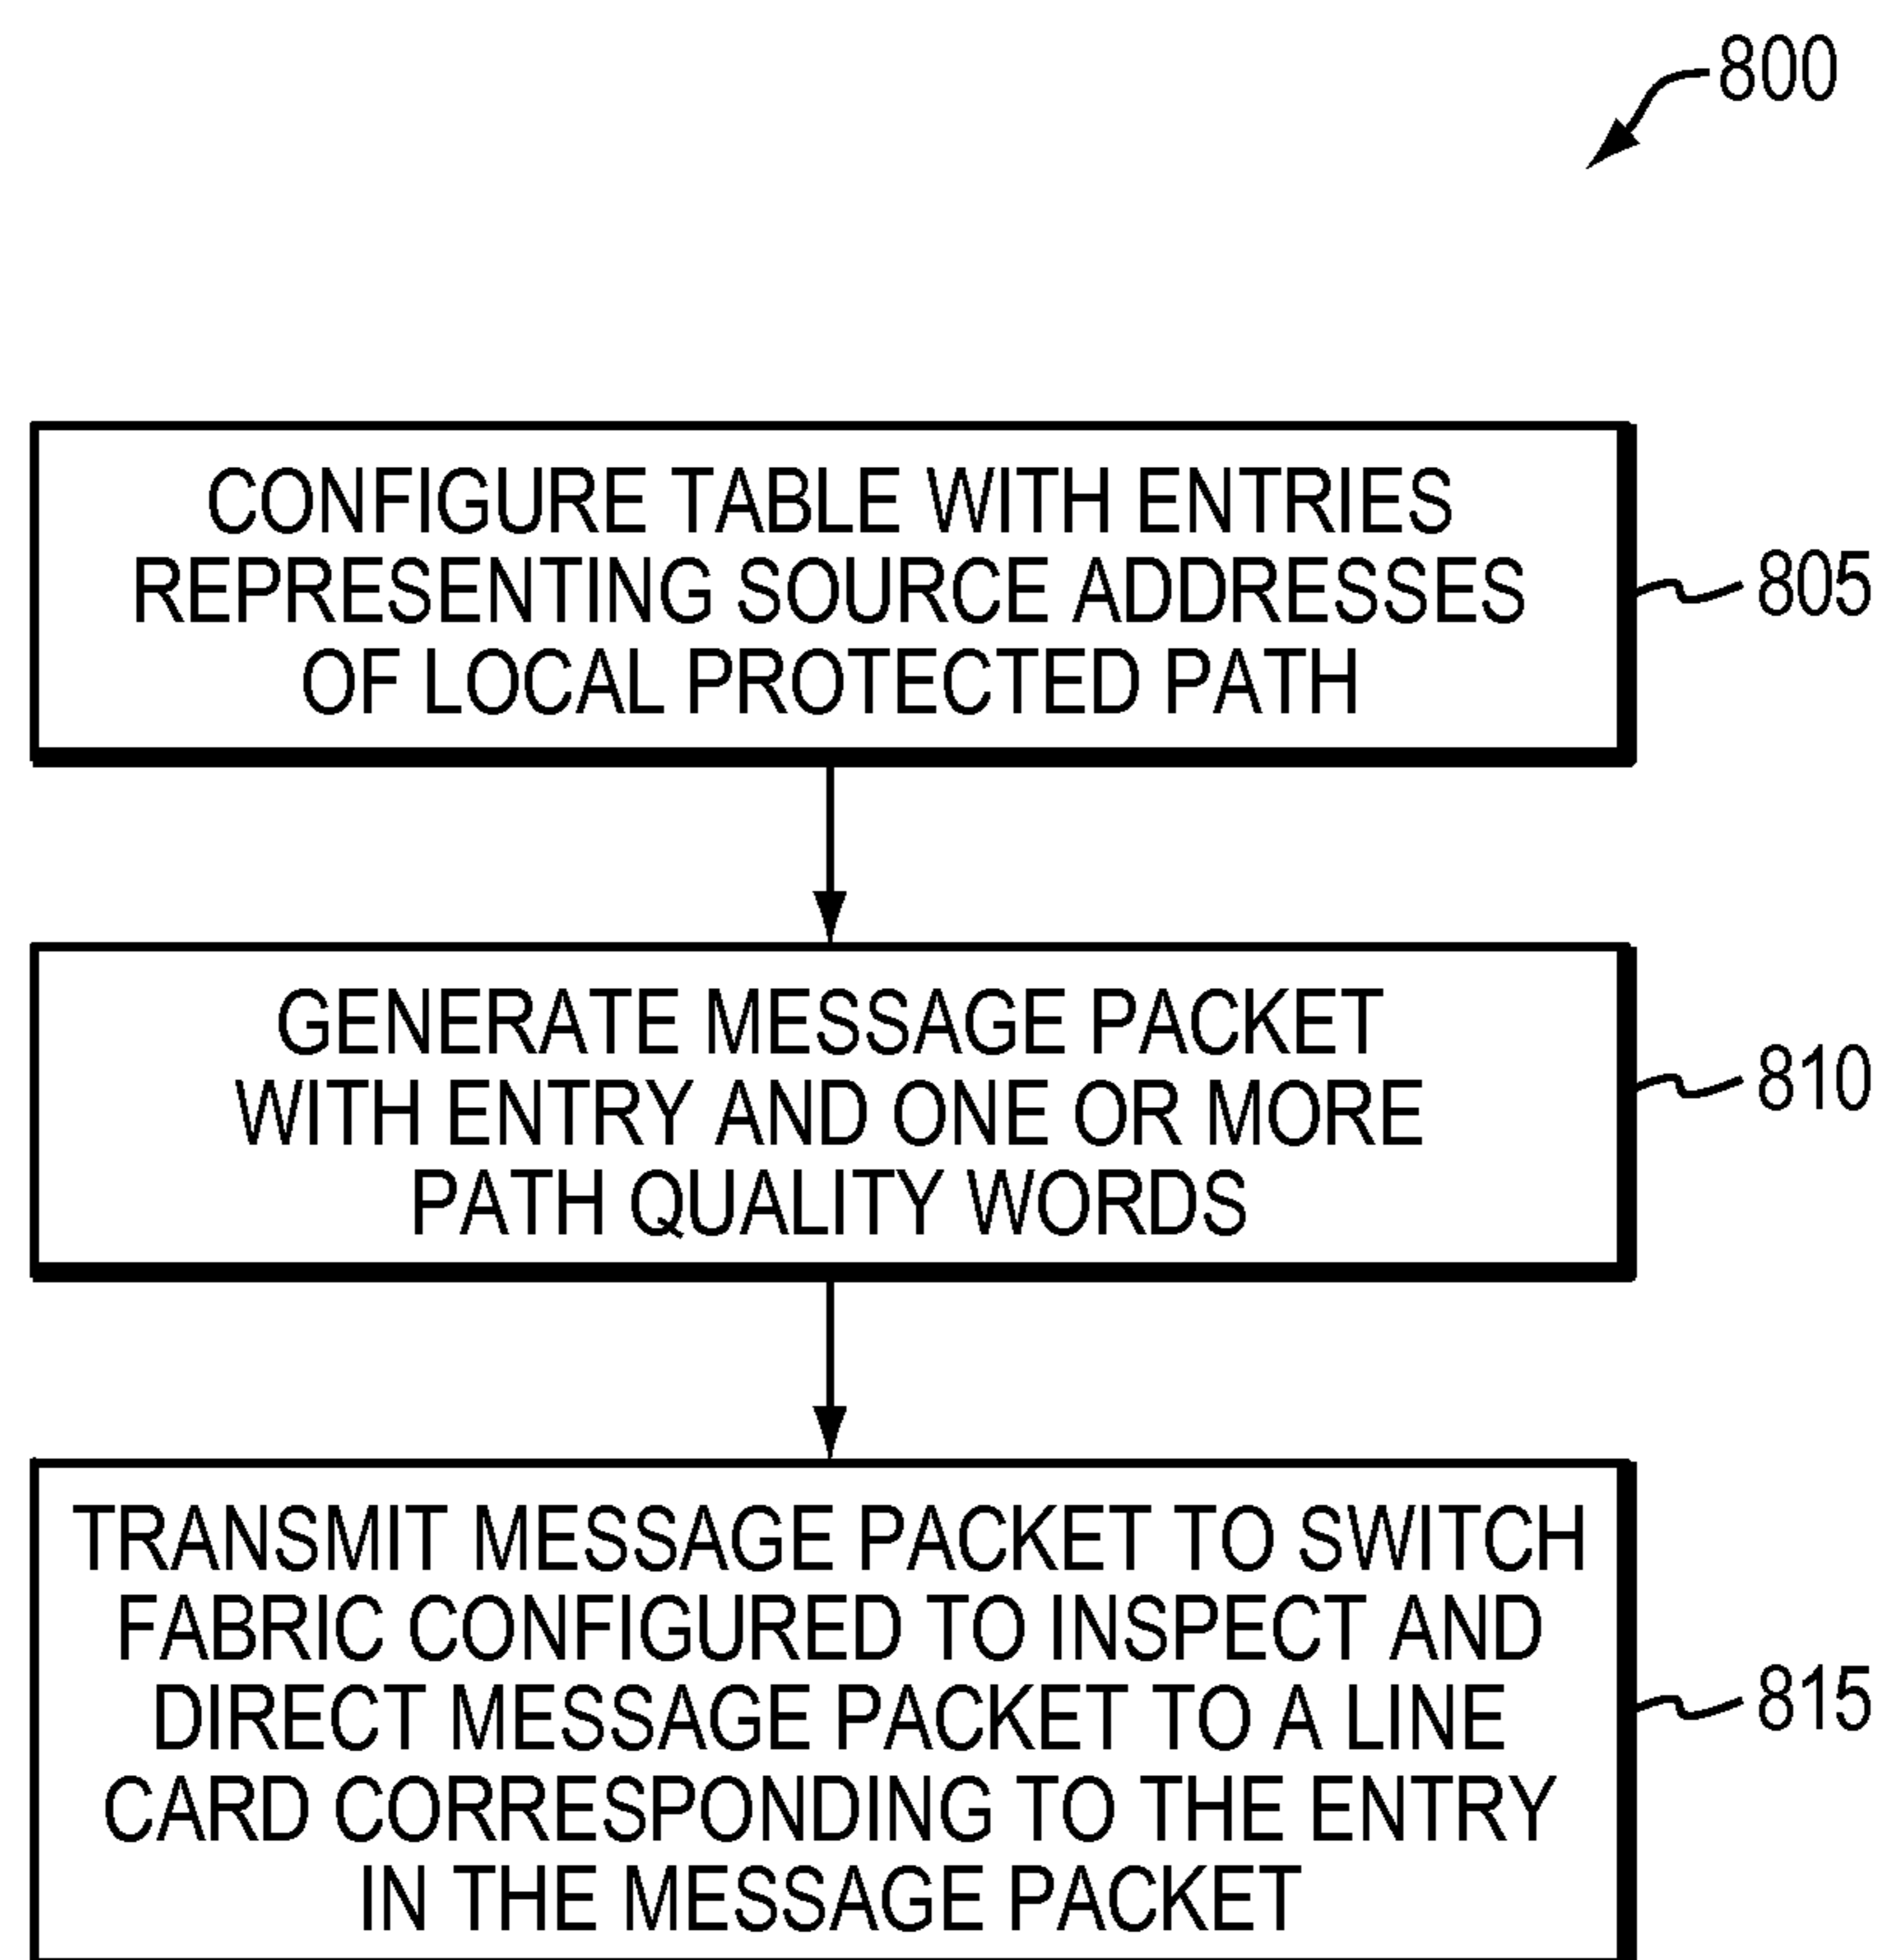 800
CONFIGURE TABLE WITH ENTRIES
REPRESENTING SOURCE ADDRESSES
OF LOCAL PROTECTED PATH
805
GENERATE MESSAGE PACKET
WITH ENTRY AND ONE OR MORE
PATH QUALITY WORDS
810
TRANSMIT MESSAGE PACKET TO SWITCH
FABRIC CONFIGURED TO INSPECT AND
DIRECT MESSAGE PACKET TO A LINE
CARD CORRESPONDING TO THE ENTRY
IN THE MESSAGE PACKET
815